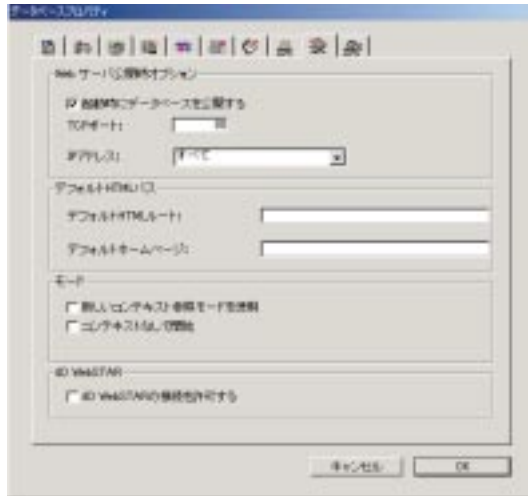 データベースプロパティ
Web サーバ公開時オプション
起動時にデータベースを公開する
TCPポート:
IPアドレス:
すべて
デフォルトHTMLパス
デフォルトHTMLルート:
デフォルトホームページ:
モード
新しいコンテキスト参照モードを使用
コンテキストなしで開始
4D WebSTAR
4D WebSTARの接続を許可する
キャンセル
OK